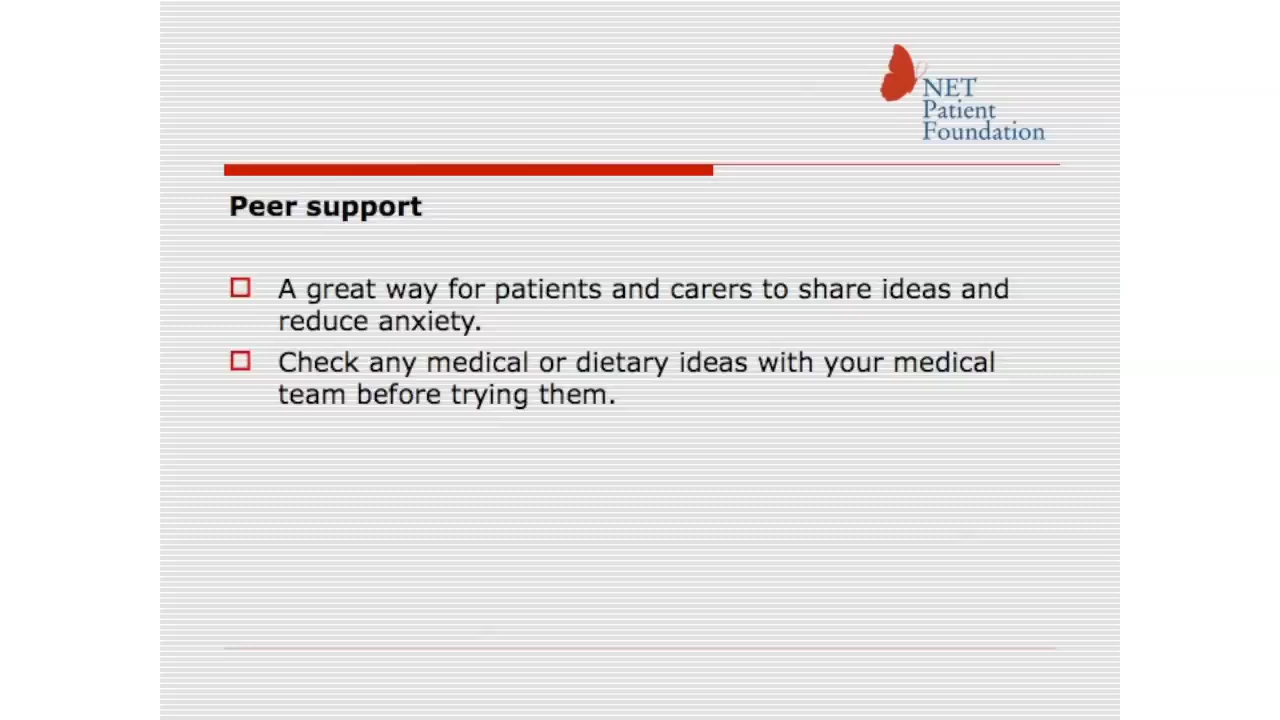 NET
Patient
Foundation
Peer support
A great way for patients and carers to share ideas and
reduce anxiety.
Check any medical or dietary ideas with your medical
team before trying them.